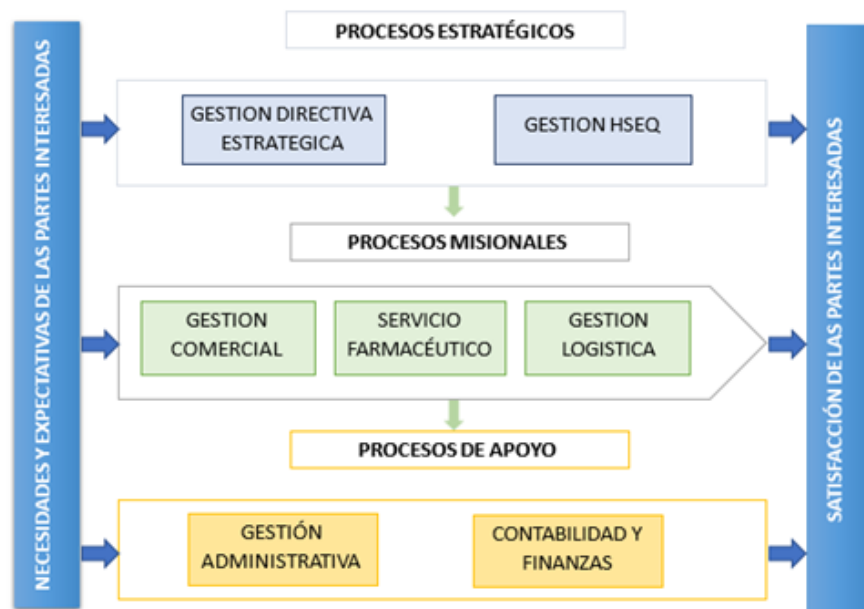 NECESIDADES Y EXPECTATIVAS DE LAS PARTES INTERESADAS
PROCESOS ESTRATÉGICOS
GESTION DIRECTIVA
ESTRATEGICA
GESTION HSEQ
PROCESOS MISIONALES
GESTION
COMERCIAL
SERVICIO
FARMACÉUTICO
GESTION
LOGISTICA
PROCESOS DE APOYO
GESTIÓN
ADMINISTRATIVA
CONTABILIDAD Y
FINANZAS
SATISFACCIÓN DE LAS PARTES INTERESADAS